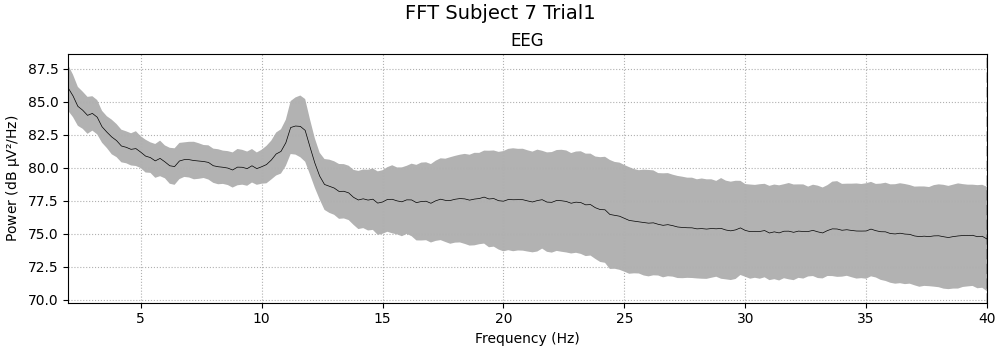 FFT Subject 7 Trial1
EEG
Power (dB µV²/Hz)
87.5
85.0
82.5
80.0
77.5
75.0
72.5
70.0
5 10 15 20 25 30 35 40
Frequency (Hz)